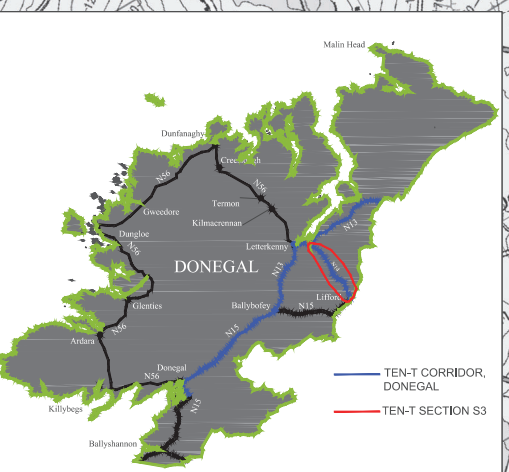 Malin Head
Dunfanaghy
Creeslough
N56
N56
Termon
Gweedore
Kilmacrennan
N13
Dungloe
Letterkenny
N56
DONEGAL
N13
N14
Lifford
Glenties
Ballybofey
N15
N56
N15
Ardara
Donegal
TEN-T CORRIDOR,
DONEGAL
N56
Killybegs
N15
TEN-T SECTION S3
Ballyshannon